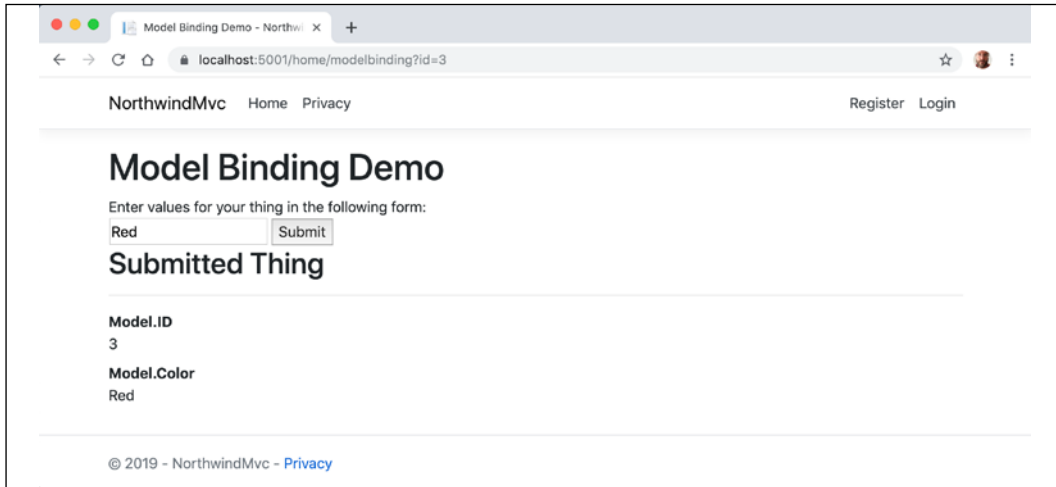 Model Binding Demo - Northwi
localhost:5001/home/modelbinding?id=3
NorthwindMvc Home Privacy Register Login
Model Binding Demo
Enter values for your thing in the following form:
Red Submit
Submitted Thing
Model.ID
3
Model.Color
Red
© 2019 - NorthwindMvc - Privacy